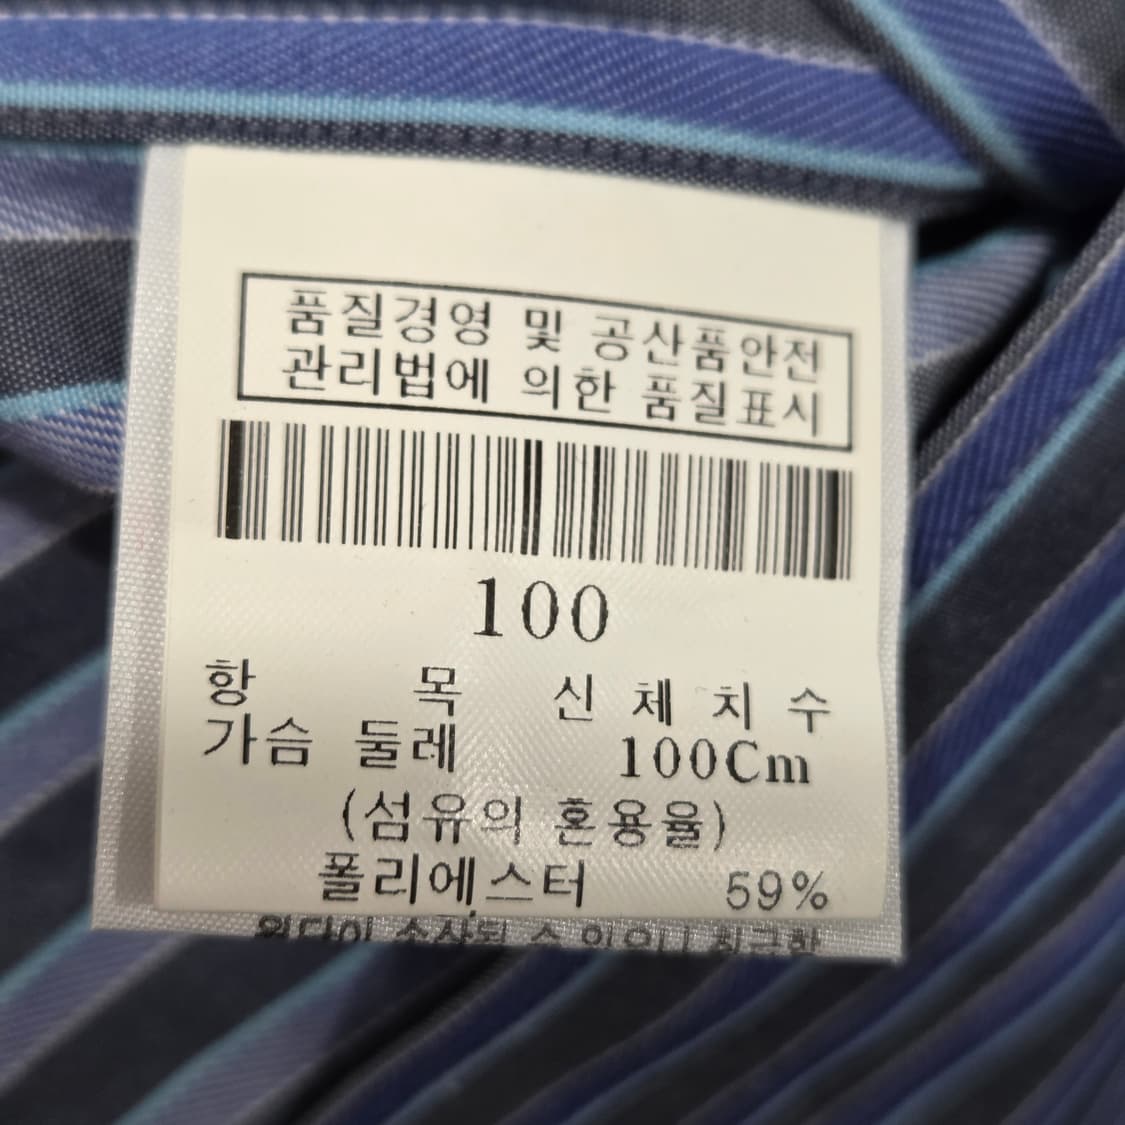 품질경영 및 공산품안전
관리법에 의한 품질표시
100
항 목 신 체 치 수
가슴 둘레 100Cm
(섬유의 혼용율)
폴리에스터 59%